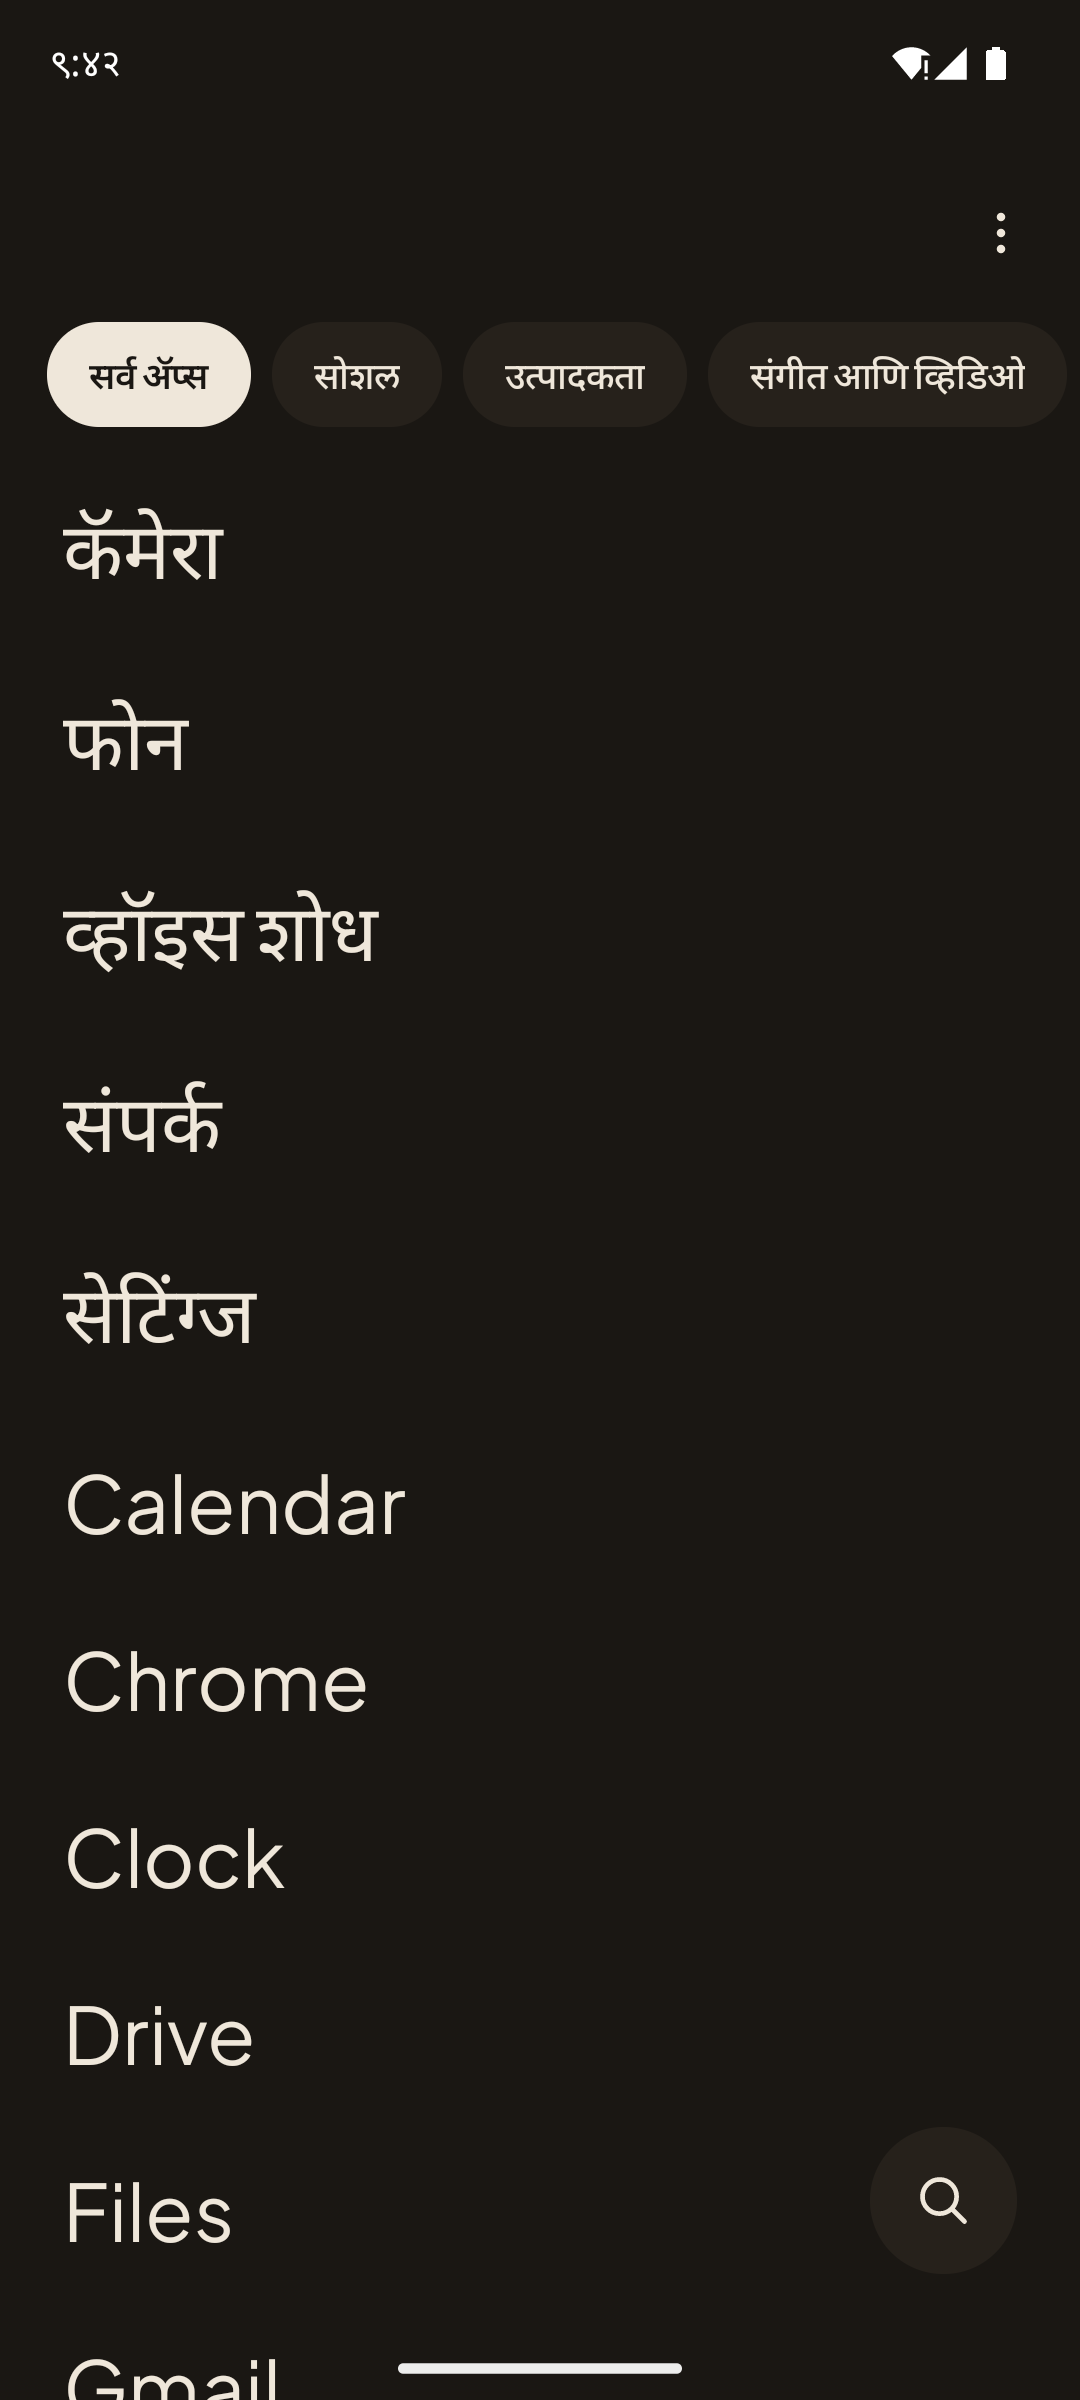 ९:४२
सर्व ॲप्स सोशल उत्पादकता संगीत आणि व्हिडिओ
कॅमेरा
फोन
व्हॉइस शोध
संपर्क
सेटिंग्ज
Calendar
Chrome
Clock
Drive
Files
Gmail